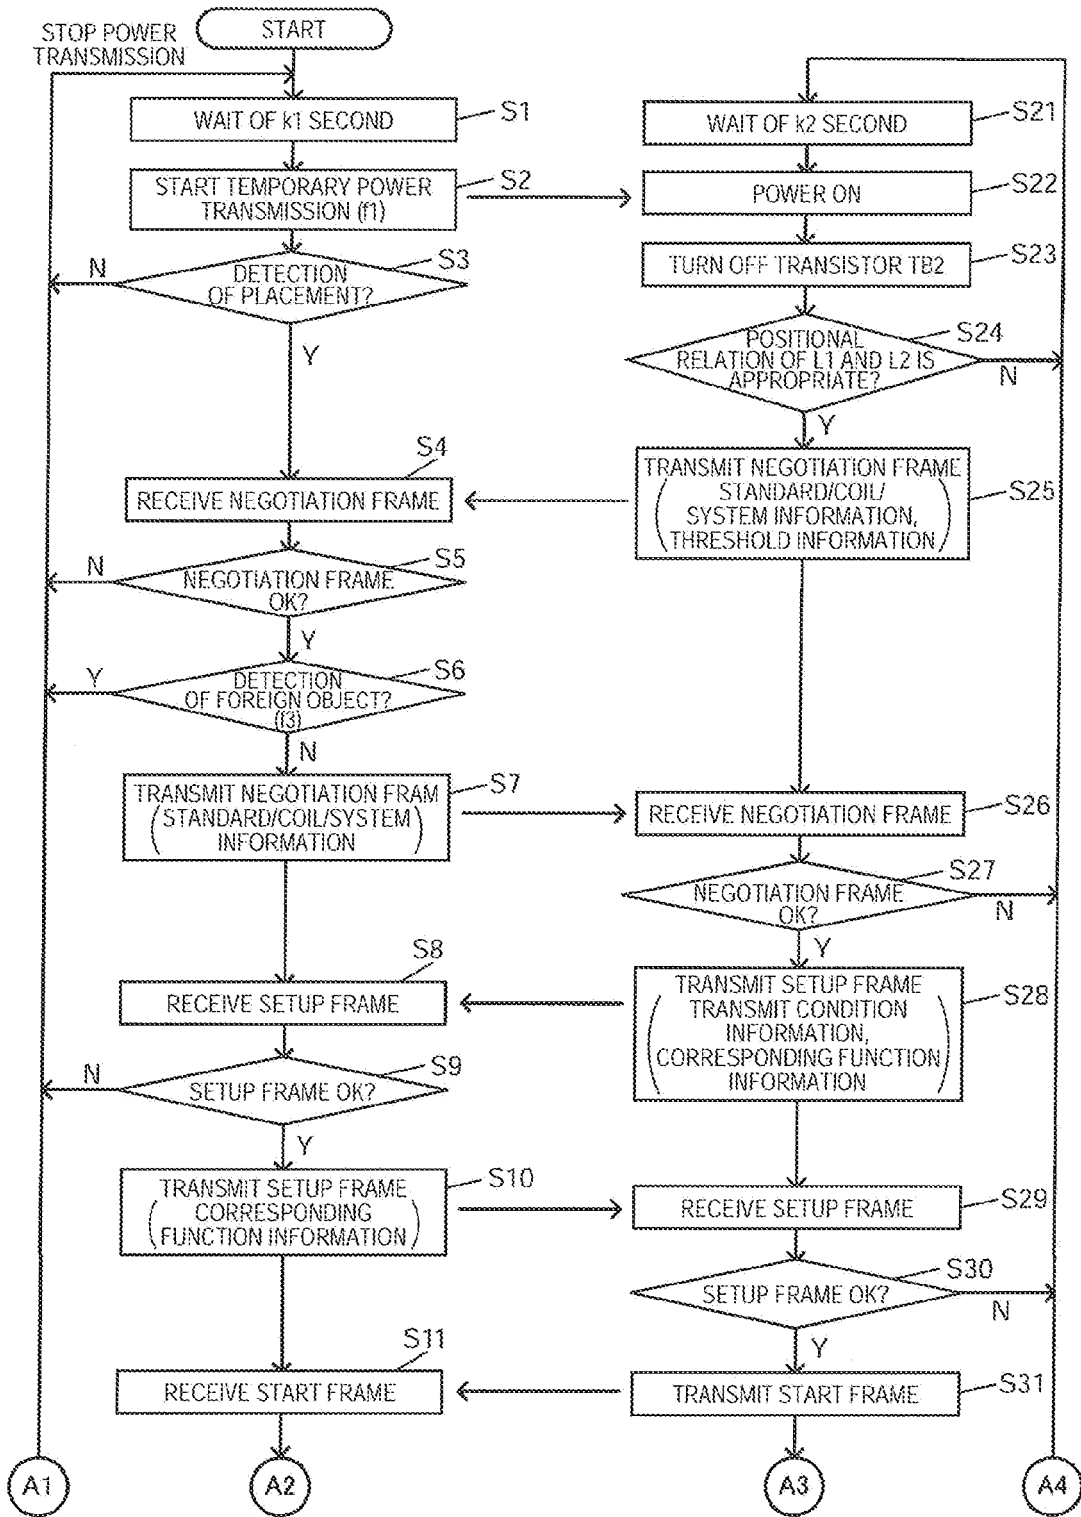 START
STOP POWER
TRANSMISSION
WAIT OF k1 SECOND
S1
START TEMPORARY POWER
TRANSMISSION (f1)
S2
DETECTION
OF PLACEMENT?
S3
N
Y
S4
RECEIVE NEGOTIATION FRAME
NEGOTIATION FRAME
OK?
S5
N
Y
DETECTION
OF FOREIGN OBJECT?
(f3)
S6
Y
N
TRANSMIT NEGOTIATION FRAM
(STANDARD/COIL/SYSTEM
INFORMATION)
S7
S8
RECEIVE SETUP FRAME
SETUP FRAME OK?
S9
N
Y
TRANSMIT SETUP FRAME
(CORRESPONDING
FUNCTION INFORMATION)
S10
S11
RECEIVE START FRAME
WAIT OF k2 SECOND
S21
POWER ON
S22
TURN OFF TRANSISTOR TB2
S23
POSITIONAL
RELATION OF L1 AND L2 IS
APPROPRIATE?
S24
N
Y
TRANSMIT NEGOTIATION FRAME
(STANDARD/COIL/
SYSTEM INFORMATION,
THRESHOLD INFORMATION)
S25
RECEIVE NEGOTIATION FRAME
S26
NEGOTIATION FRAME
OK?
S27
N
Y
TRANSMIT SETUP FRAME
(TRANSMIT CONDITION
INFORMATION,
CORRESPONDING FUNCTION
INFORMATION)
S28
RECEIVE SETUP FRAME
S29
SETUP FRAME OK?
S30
N
Y
TRANSMIT START FRAME
S31
A1
A2
A3
A4